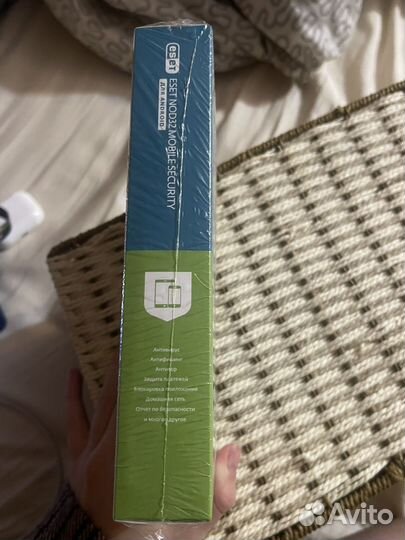 eset
ESET NOD32 MOBILE SECURITY
ДЛЯ ANDROID
Антивирус
Антифишинг
Антивор
Защита платежей
Блокировка приложений
Домашняя сеть
Отчет по безопасности
и многое другое
Avito